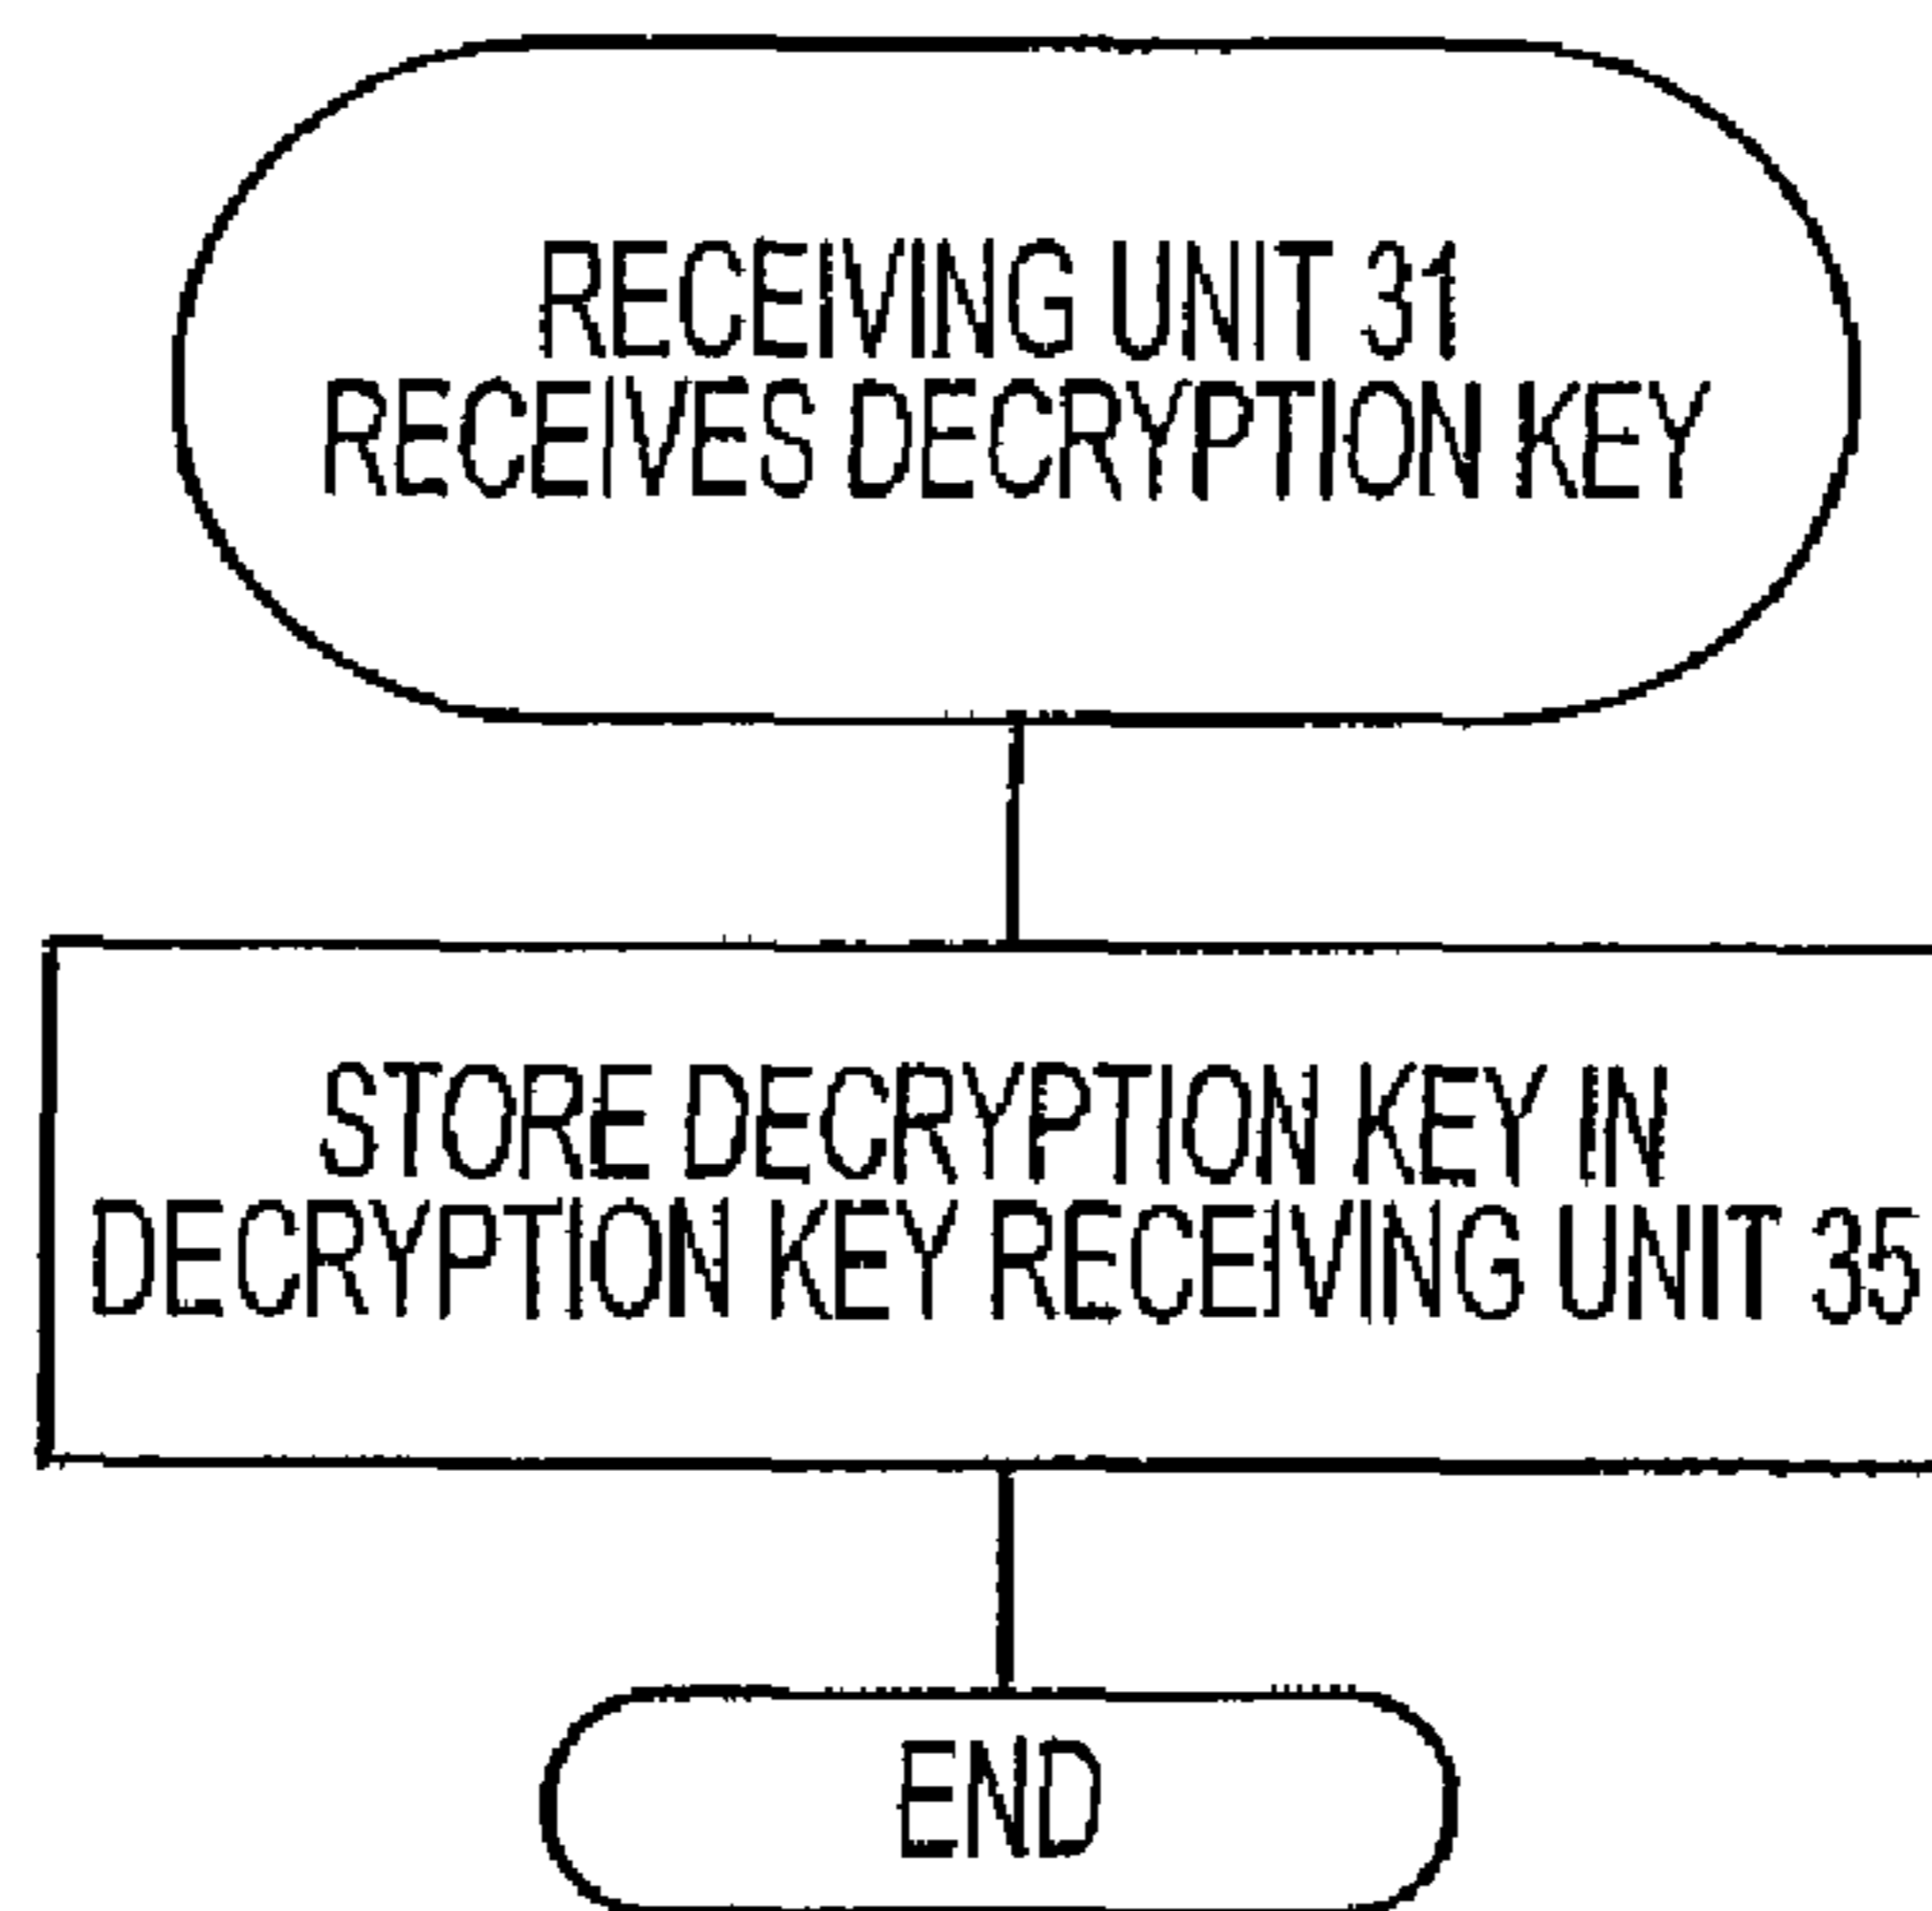 RECEIVING UNIT 31
RECEIVES DECRYPTION KEY
STORE DECRYPTION KEY IN
DECRYPTION KEY RECEIVING UNIT 35
END